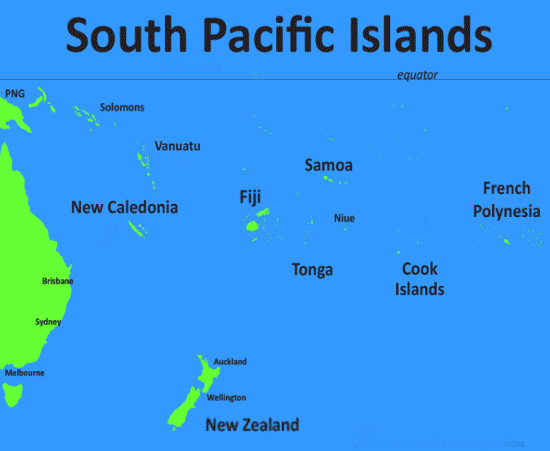 South Pacific Islands
equator
PNG
Solomons
Vanuatu
Samoa
French
Polynesia
Fiji
New Caledonia
Niue
Tonga
Cook
Islands
Brisbane
Sydney
Melbourne
Auckland
Wellington
New Zealand